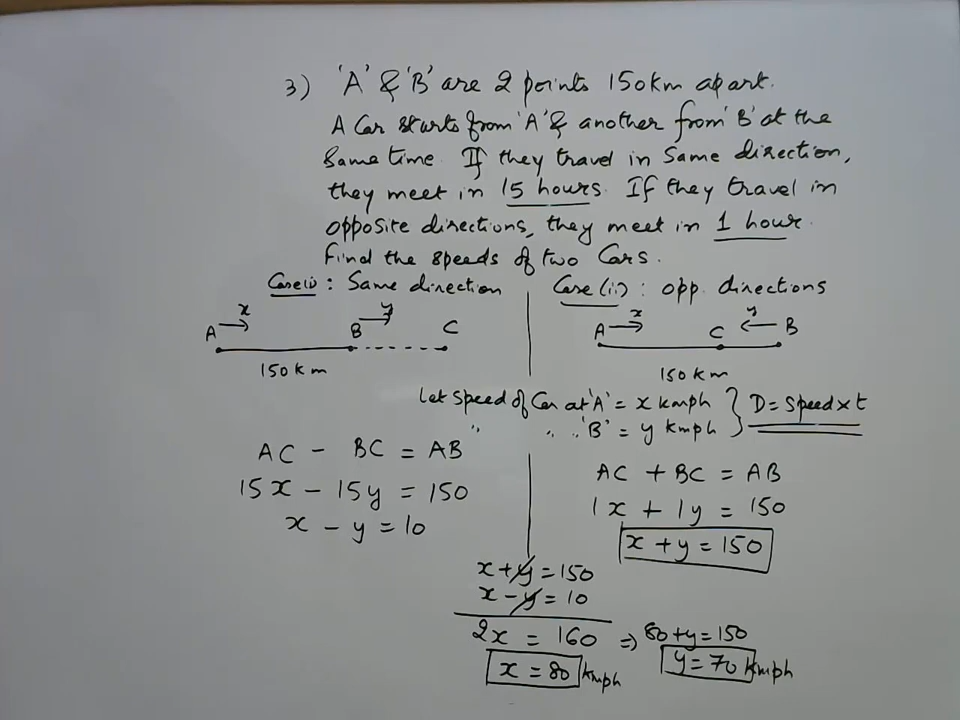 3) 'A' & 'B' are 2 points 150km apart.
A Car starts from 'A' & another from 'B' at the
Same time. If they travel in Same direction,
they meet in 15 hours. If they travel in
opposite directions, they meet in 1 hour.
Find the speeds of two Cars.
Case(i) : Same direction
A x B y C
150km
Case (ii) : opp. directions
A x C y B
150km
Let Speed of Car at 'A' = x kmph } D = Speed x t
" " " 'B' = y kmph
AC - BC = AB
15x - 15y = 150
x - y = 10
AC + BC = AB
1x + 1y = 150
x + y = 150
x + y = 150
x - y = 10
2x = 160 ⇒ 80 + y = 150
x = 80 kmph y = 70 kmph